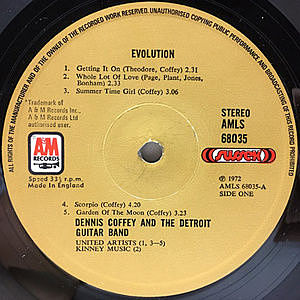 ALL RIGHTS OF THE MANUFACTURER AND OF THE OWNER OF THE RECORDED WORK RESERVED. UNAUTHORISED COPYING PUBLIC PERFORMANCE AND BROADCASTING OF THIS RECORD PROHIBITED
EVOLUTION
1. Getting It On (Theodore, Coffey) 2.31
2. Whole Lot Of Love (Page, Plant, Jones,
Bonham) 2.31
3. Summer Time Girl (Coffey) 3.06
"Trademark of
A & M Records Inc.,
A & M Records Ltd
authorised user.
STEREO
AMLS
68035
A&M
RECORDS
SUSSEX
Speed 33⅓ r.p.m.
Made In England
℗ 1972
AMLS 68035-A
SIDE ONE
4. Scorpio (Coffey) 4.20
5. Garden Of The Moon (Coffey) 3.23
DENNIS COFFEY AND THE DETROIT
GUITAR BAND
UNITED ARTISTS (1, 3—5)
KINNEY MUSIC (2)